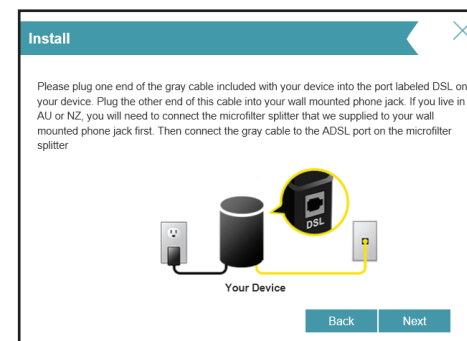 Install
Please plug one end of the gray cable included with your device into the port labeled DSL on
your device. Plug the other end of this cable into your wall mounted phone jack. If you live in
AU or NZ, you will need to connect the microfilter splitter that we supplied to your wall
mounted phone jack first. Then connect the gray cable to the ADSL port on the microfilter
splitter
DSL
Your Device
Back Next